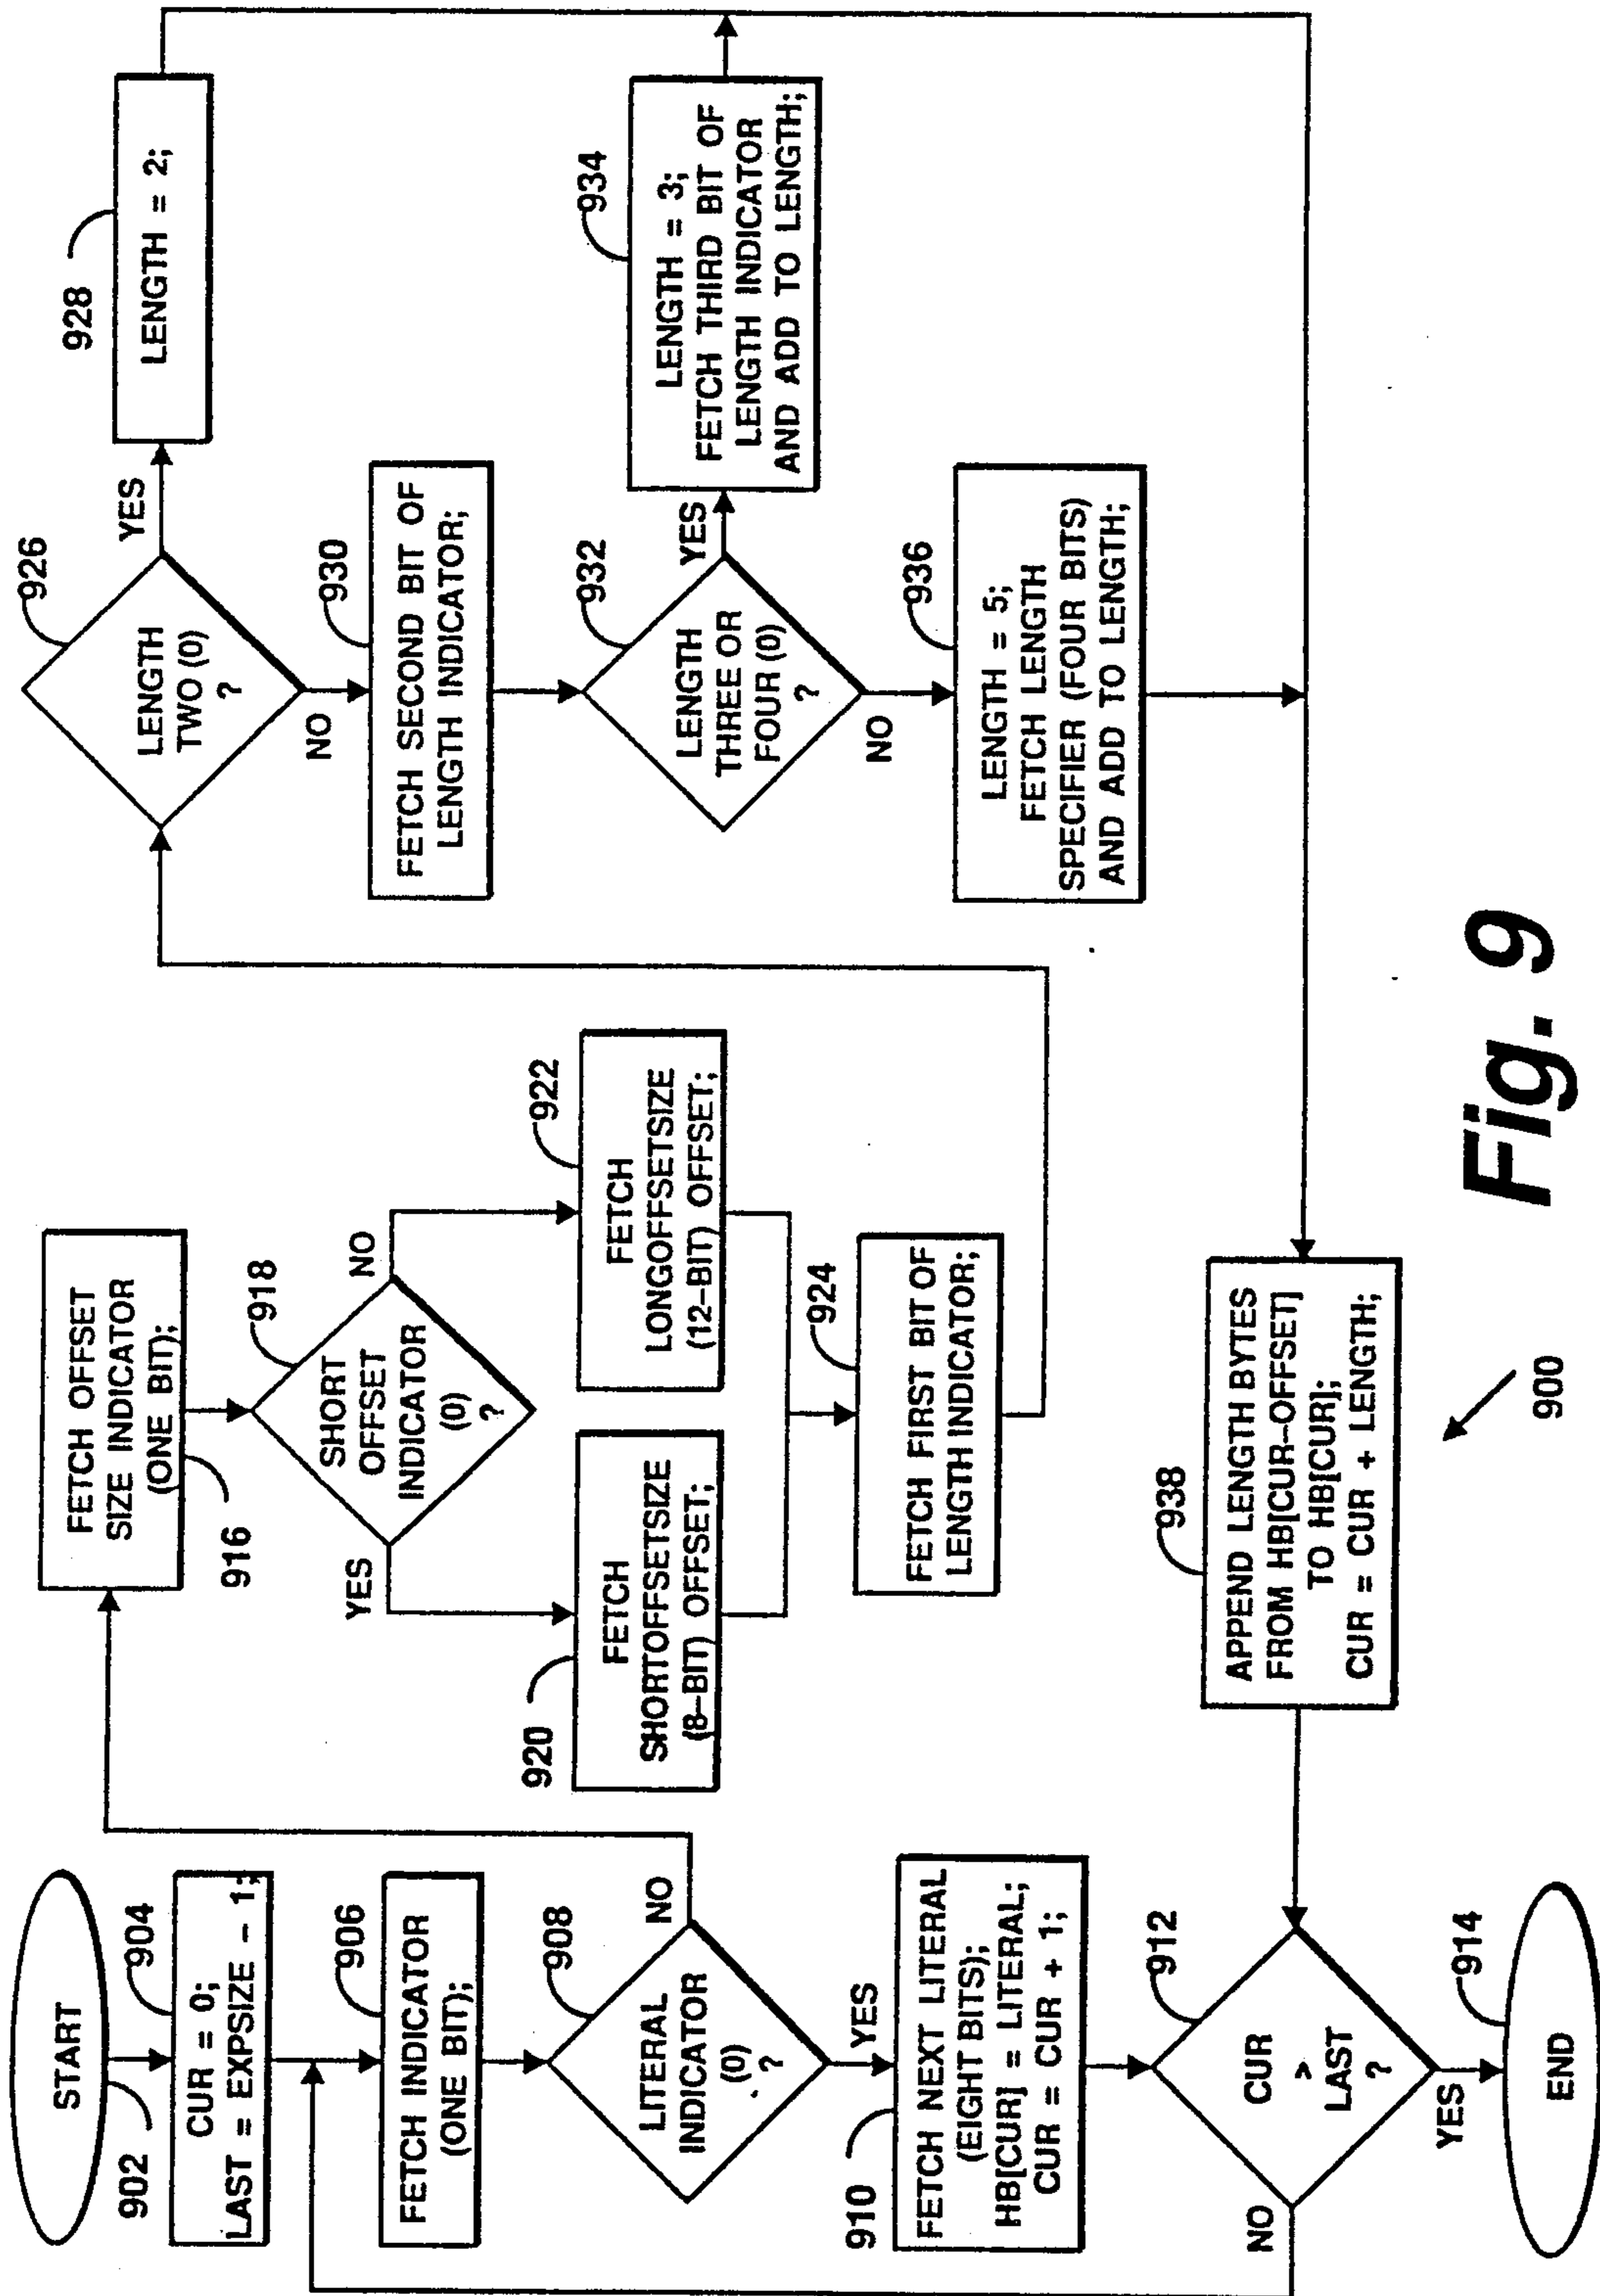 START
902
904
CUR = 0;
LAST = EXPSIZE - 1;
906
FETCH INDICATOR
(ONE BIT);
908
LITERAL
INDICATOR
(0)
?
NO
YES
910
FETCH NEXT LITERAL
(EIGHT BITS);
HB[CUR] = LITERAL;
CUR = CUR + 1;
912
CUR
>
LAST
?
NO
YES
914
END
FETCH OFFSET
SIZE INDICATOR
(ONE BIT);
916
918
SHORT
OFFSET
INDICATOR
(0)
?
YES
NO
920
FETCH
SHORTOFFSETSIZE
(8-BIT) OFFSET;
922
FETCH
LONGOFFSETSIZE
(12-BIT) OFFSET;
924
FETCH FIRST BIT OF
LENGTH INDICATOR;
926
LENGTH
TWO (0)
?
YES
NO
928
LENGTH = 2;
930
FETCH SECOND BIT OF
LENGTH INDICATOR;
932
LENGTH
THREE OR
FOUR (0)
?
YES
NO
934
LENGTH = 3;
FETCH THIRD BIT OF
LENGTH INDICATOR
AND ADD TO LENGTH;
936
LENGTH = 5;
FETCH LENGTH
SPECIFIER (FOUR BITS)
AND ADD TO LENGTH;
938
APPEND LENGTH BYTES
FROM HB[CUR-OFFSET]
TO HB[CUR];
CUR = CUR + LENGTH;
900
Fig. 9